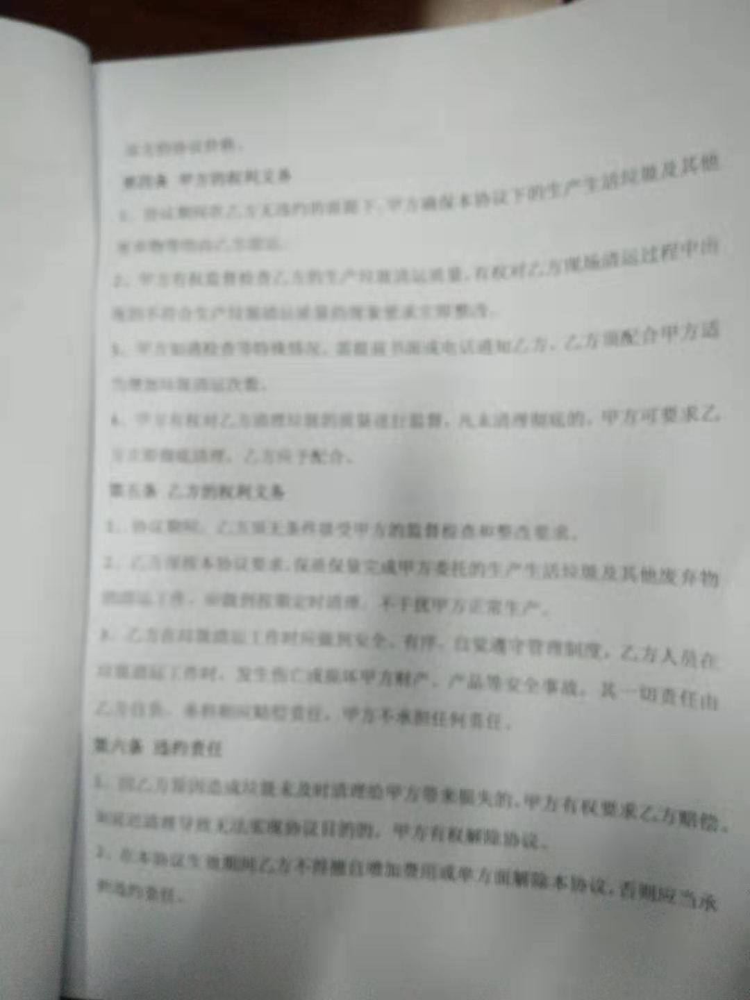 方的协议价格。
第四条 甲方的权利义务
1、协议期间在乙方无违约的前提下,甲方确保本协议下的生产生活垃圾及其他
废弃物等均由乙方清运。
2、甲方有权监督检查乙方的生产垃圾清运质量,有权对乙方现场清运过程中出
现的不符合生产垃圾清运质量的现象要求立即整改。
3、甲方如遇检查等特殊情况,需提前书面或电话通知乙方,乙方须配合甲方适
当增加垃圾清运次数。
4、甲方有权对乙方清理垃圾的质量进行监督,凡未清理彻底的,甲方可要求乙
方立即彻底清理,乙方应予配合。
第五条 乙方的权利义务
1、协议期间,乙方须无条件接受甲方的监督检查和整改要求。
2、乙方按本协议要求,保质保量完成甲方委托的生产生活垃圾及其他废弃物
的清运工作,应做到按期定时清理,不干扰甲方正常生产。
3、乙方在垃圾清运工作时应做到安全、有序,自觉遵守管理制度,乙方人员在
垃圾清运工作时,发生伤亡或损坏甲方财产、产品等安全事故,其一切责任由
乙方自负,承担相应赔偿责任,甲方不承担任何责任。
第六条 违约责任
1、因乙方原因造成垃圾未及时清理给甲方带来损失的,甲方有权要求乙方赔偿。
如延迟清理导致无法实现协议目的的,甲方有权解除协议。
2、在本协议生效期间乙方不得擅自增加费用或单方面解除本协议,否则应当承
担违约责任。